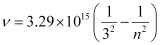 ν = 3.29×10¹⁵(1/3² − 1/n²)